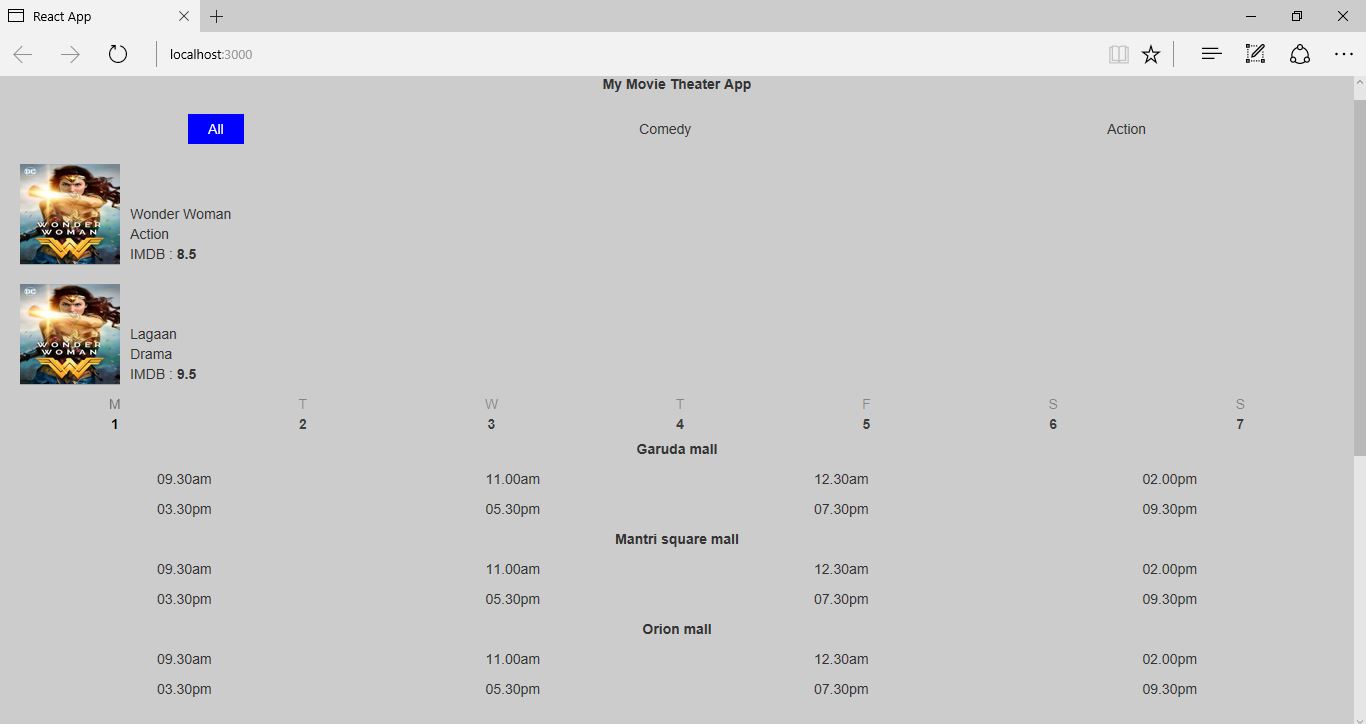 React App
localhost:3000
My Movie Theater App
All Comedy Action
DC
WONDER
WOMAN
Wonder Woman
Action
IMDB : 8.5
DC
WONDER
WOMAN
Lagaan
Drama
IMDB : 9.5
M T W T F S S
1 2 3 4 5 6 7
Garuda mall
09.30am 11.00am 12.30am 02.00pm
03.30pm 05.30pm 07.30pm 09.30pm
Mantri square mall
09.30am 11.00am 12.30am 02.00pm
03.30pm 05.30pm 07.30pm 09.30pm
Orion mall
09.30am 11.00am 12.30am 02.00pm
03.30pm 05.30pm 07.30pm 09.30pm